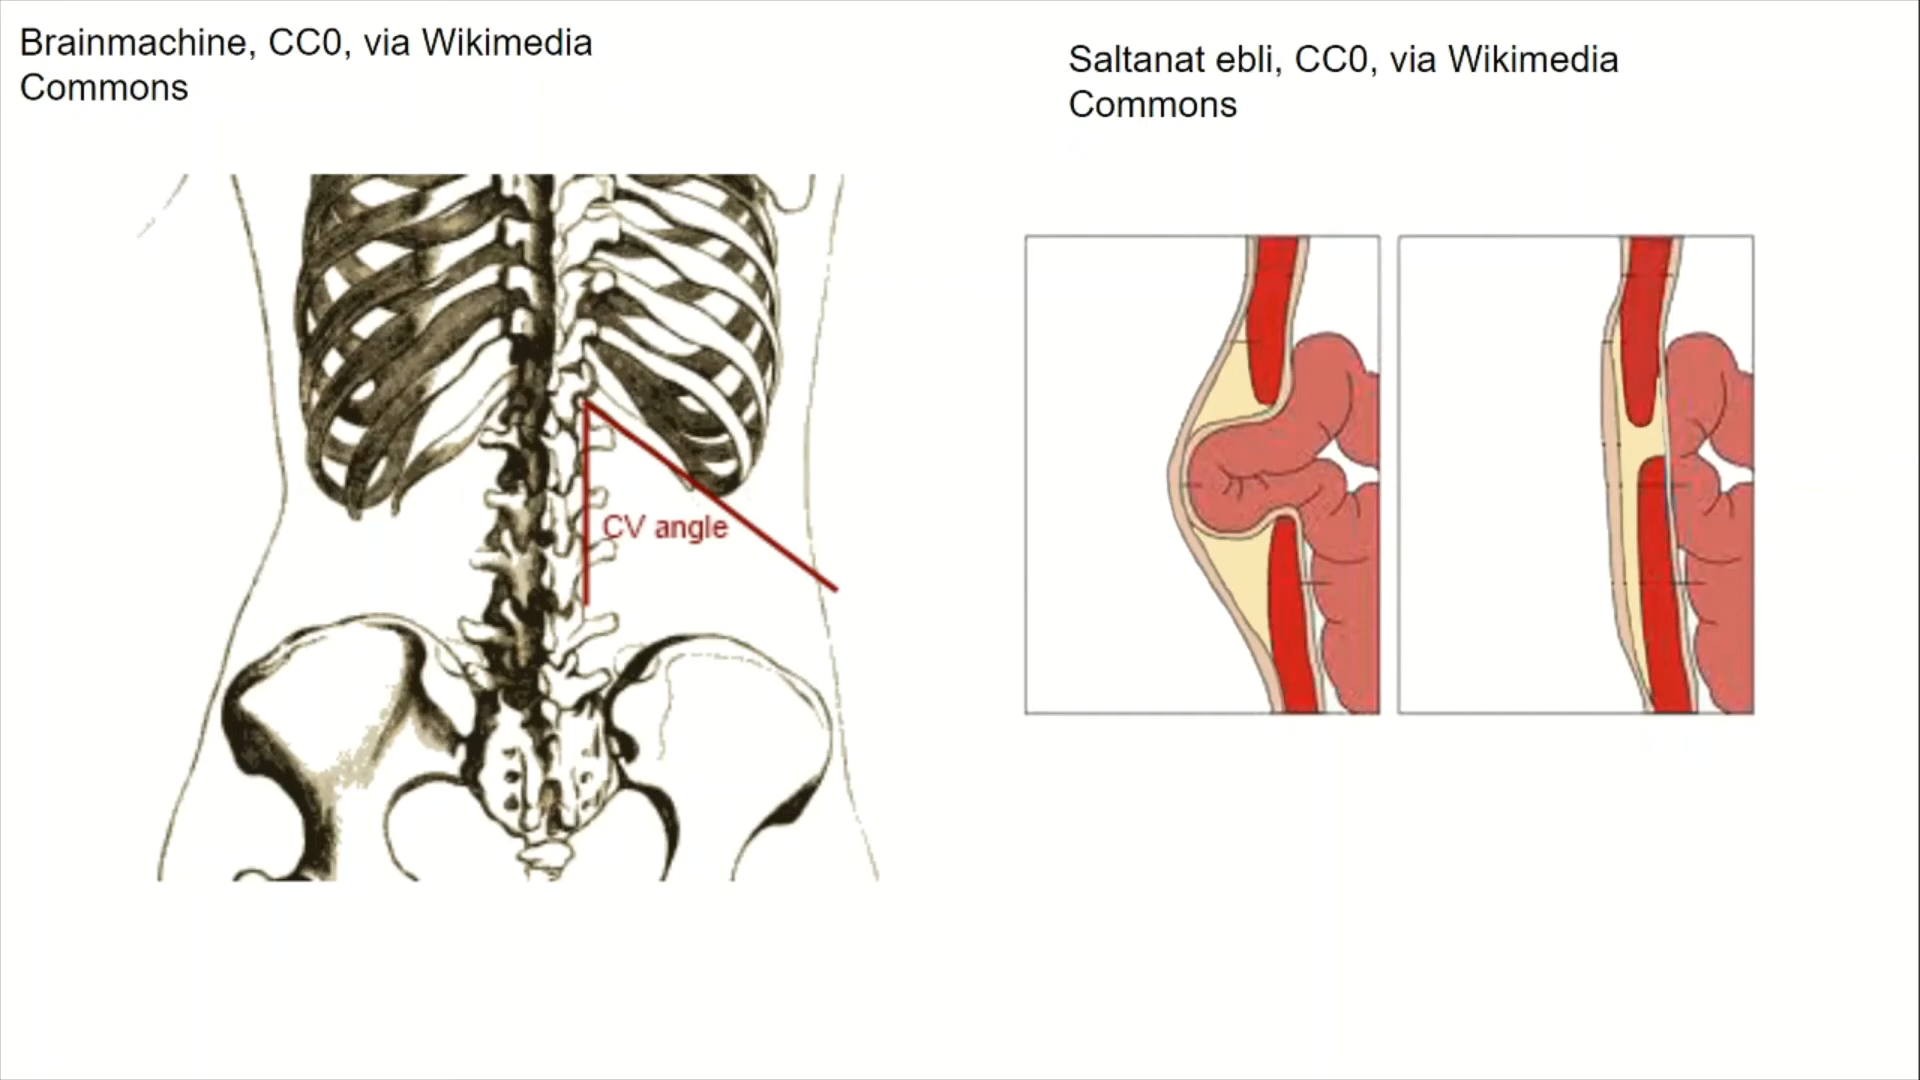 Brainmachine, CC0, via Wikimedia
Commons
Saltanat ebli, CC0, via Wikimedia
Commons
CV angle